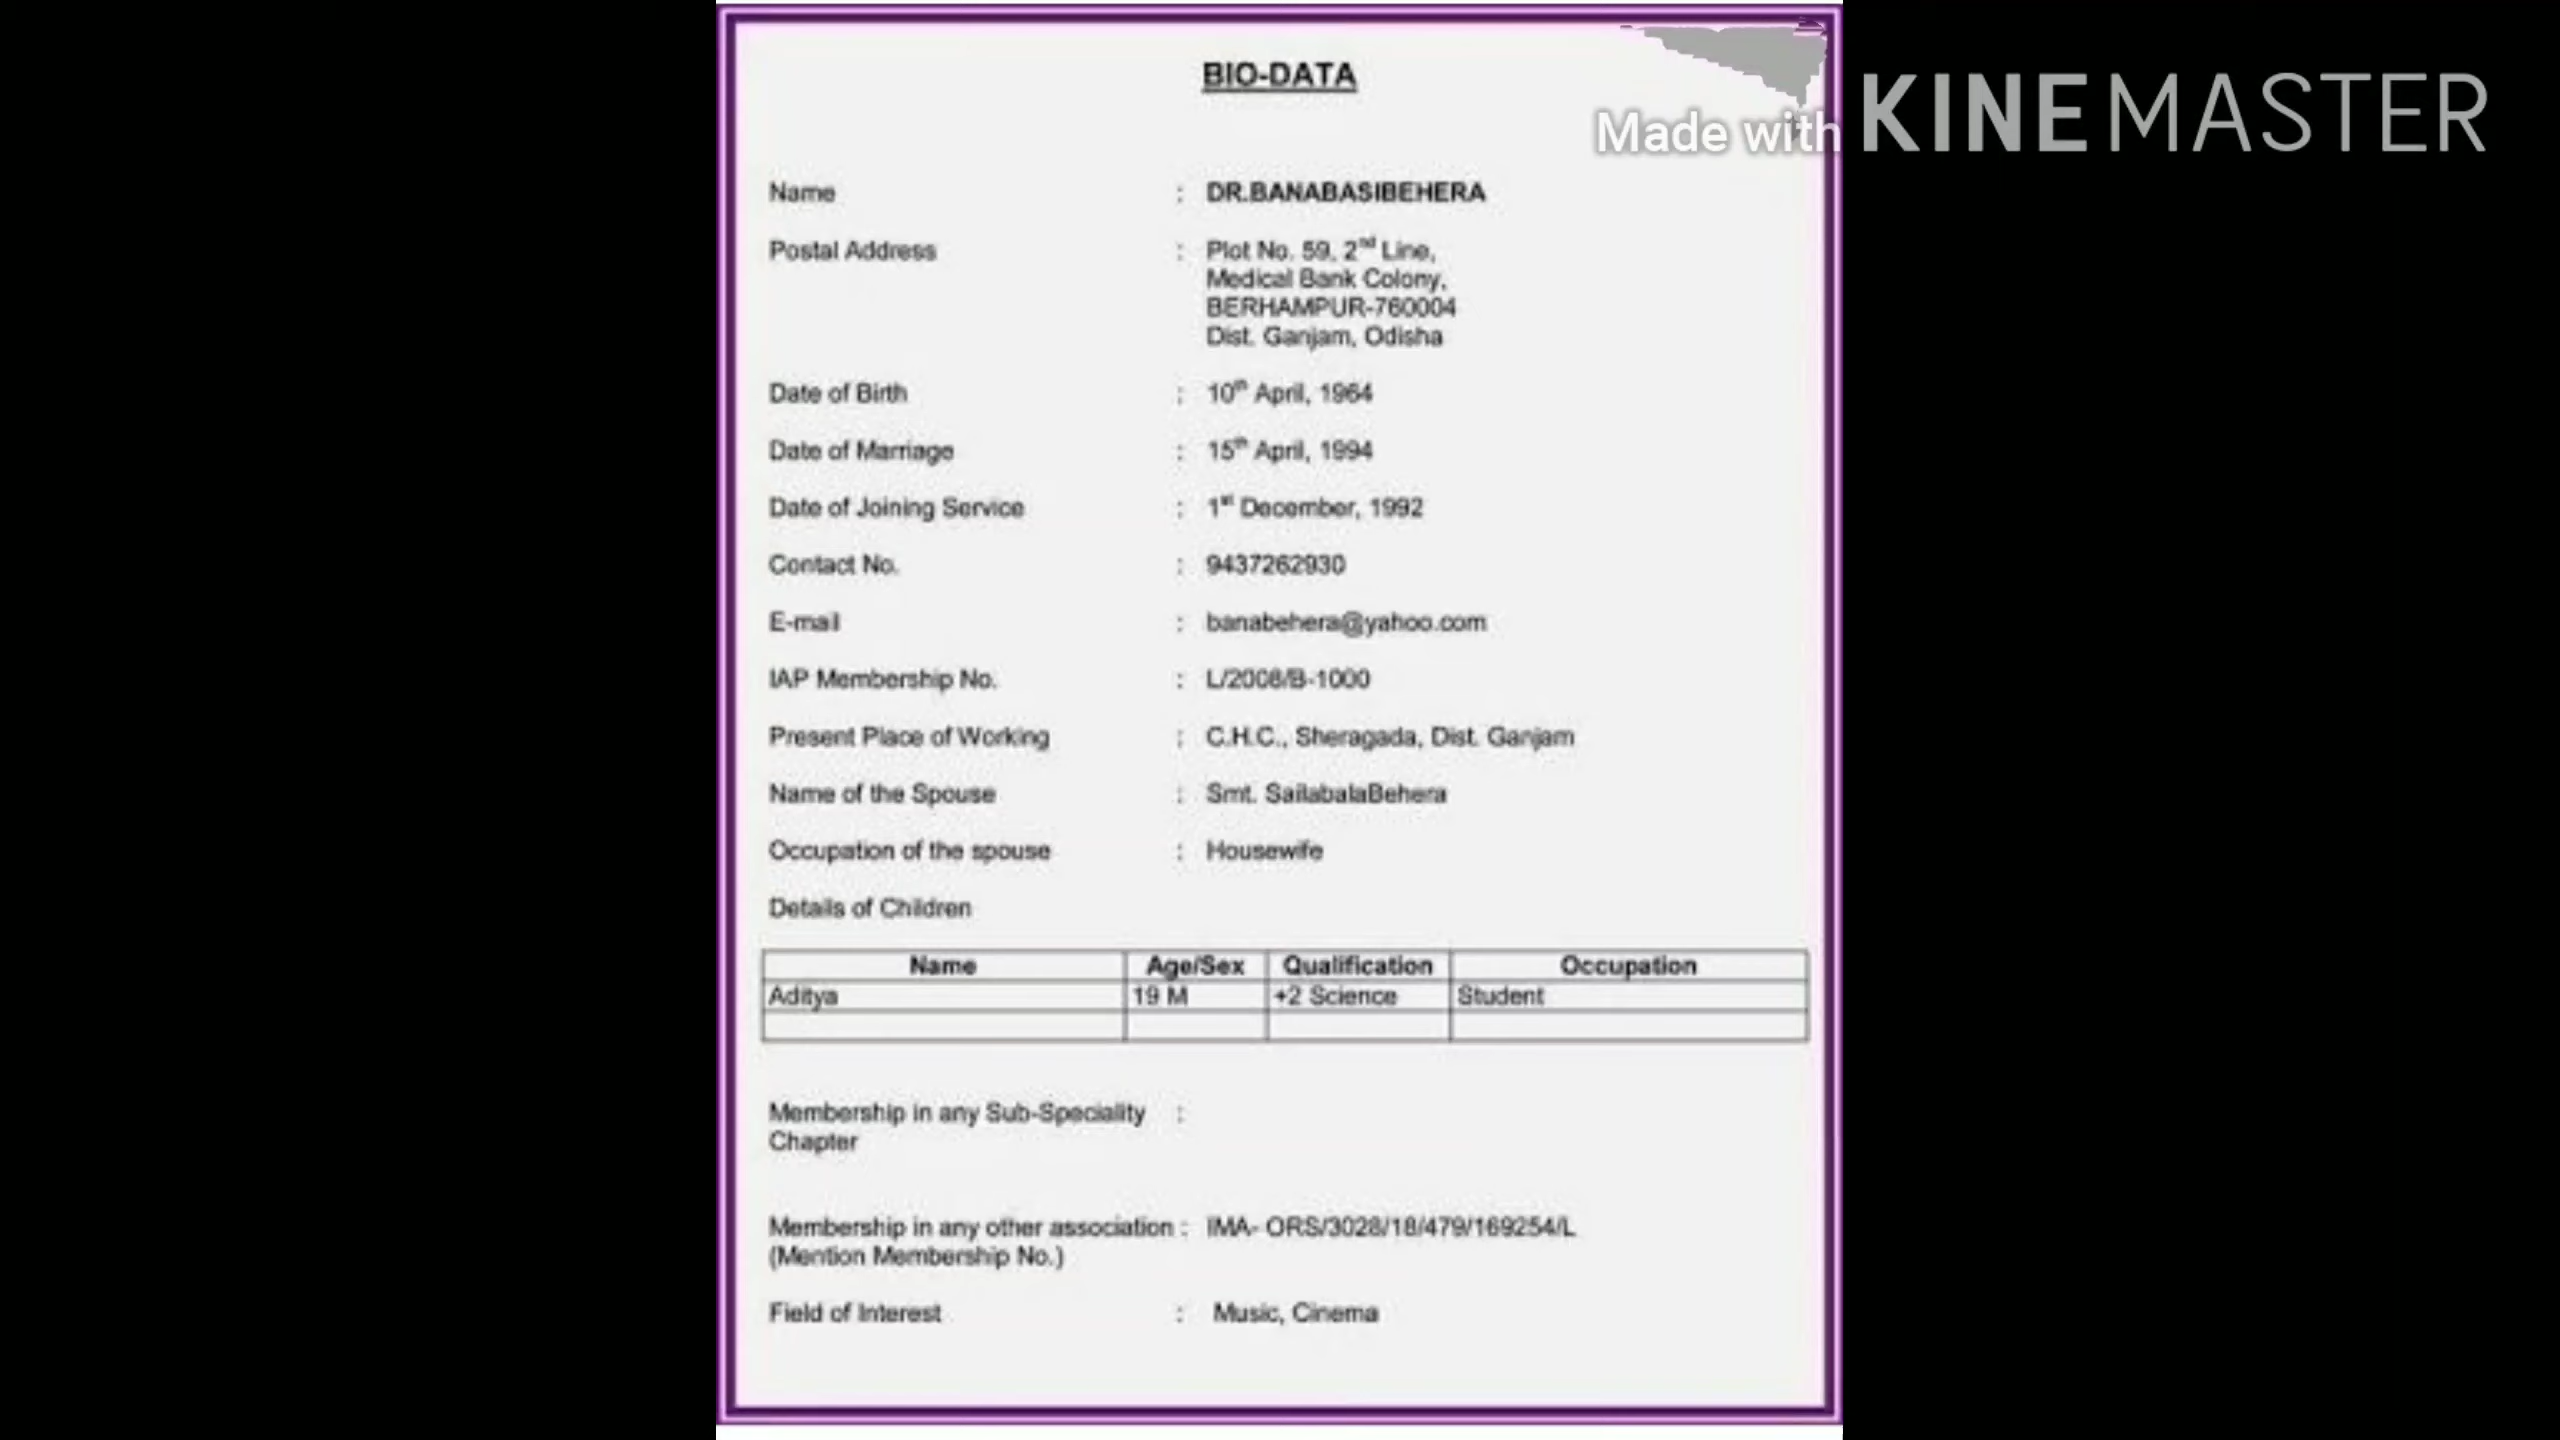 BIO-DATA
Made with KINEMASTER
Name : DR.BANABASIBEHERA
Postal Address : Plot No. 59, 2nd Line,
Medical Bank Colony,
BERHAMPUR-760004
Dist. Ganjam, Odisha
Date of Birth : 10th April, 1964
Date of Marriage : 15th April, 1994
Date of Joining Service : 1st December, 1992
Contact No. : 9437262930
E-mail : banabehera@yahoo.com
IAP Membership No. : L/2008/B-1000
Present Place of Working : C.H.C., Sheragada, Dist. Ganjam
Name of the Spouse : Smt. SailabalaBehera
Occupation of the spouse : Housewife
Details of Children
Name Age/Sex Qualification Occupation
Aditya 19 M +2 Science Student
Membership in any Sub-Speciality :
Chapter
Membership in any other association : IMA- ORS/3028/18/479/169254/L
(Mention Membership No.)
Field of Interest : Music, Cinema